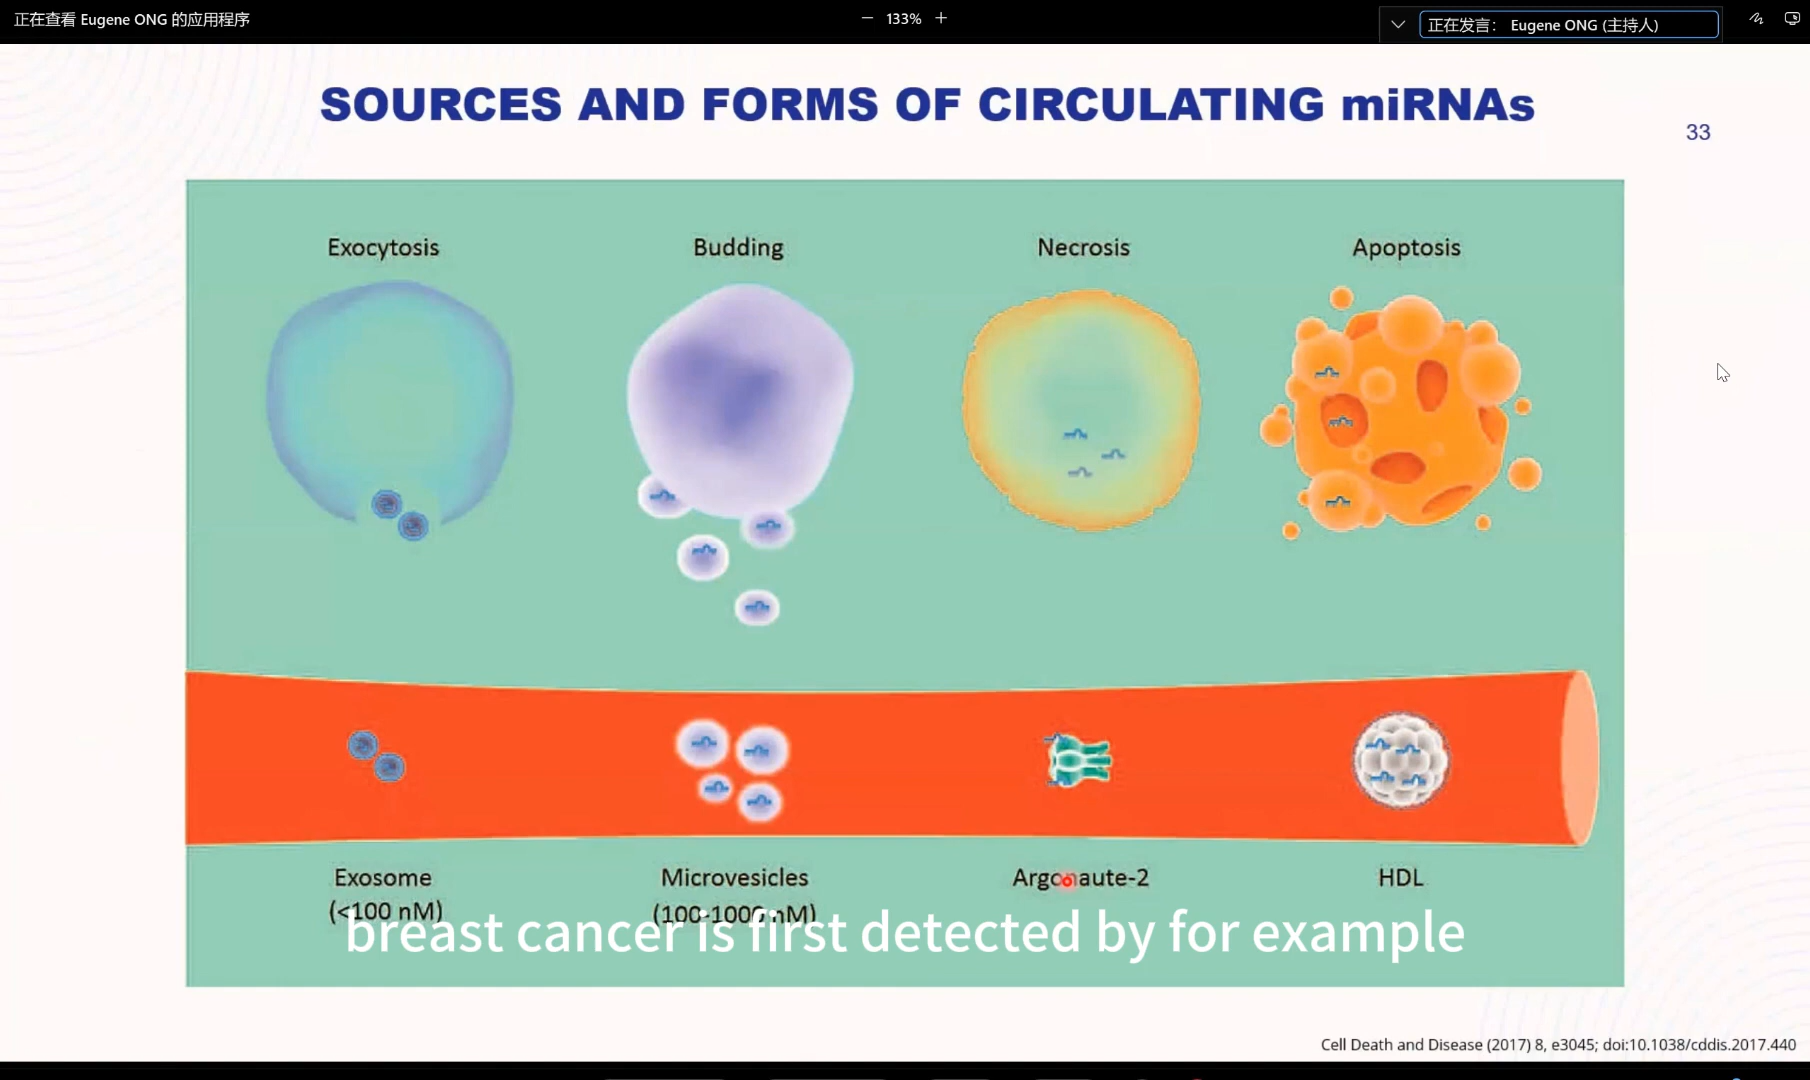 正在查看 Eugene ONG 的应用程序
133%
正在发言： Eugene ONG (主持人)
SOURCES AND FORMS OF CIRCULATING miRNAs
33
Exocytosis
Budding
Necrosis
Apoptosis
Exosome
(<100 nM)
Microvesicles
(100-1000 nM)
Argonaute-2
HDL
breast cancer is first detected by for example
Cell Death and Disease (2017) 8, e3045; doi:10.1038/cddis.2017.440